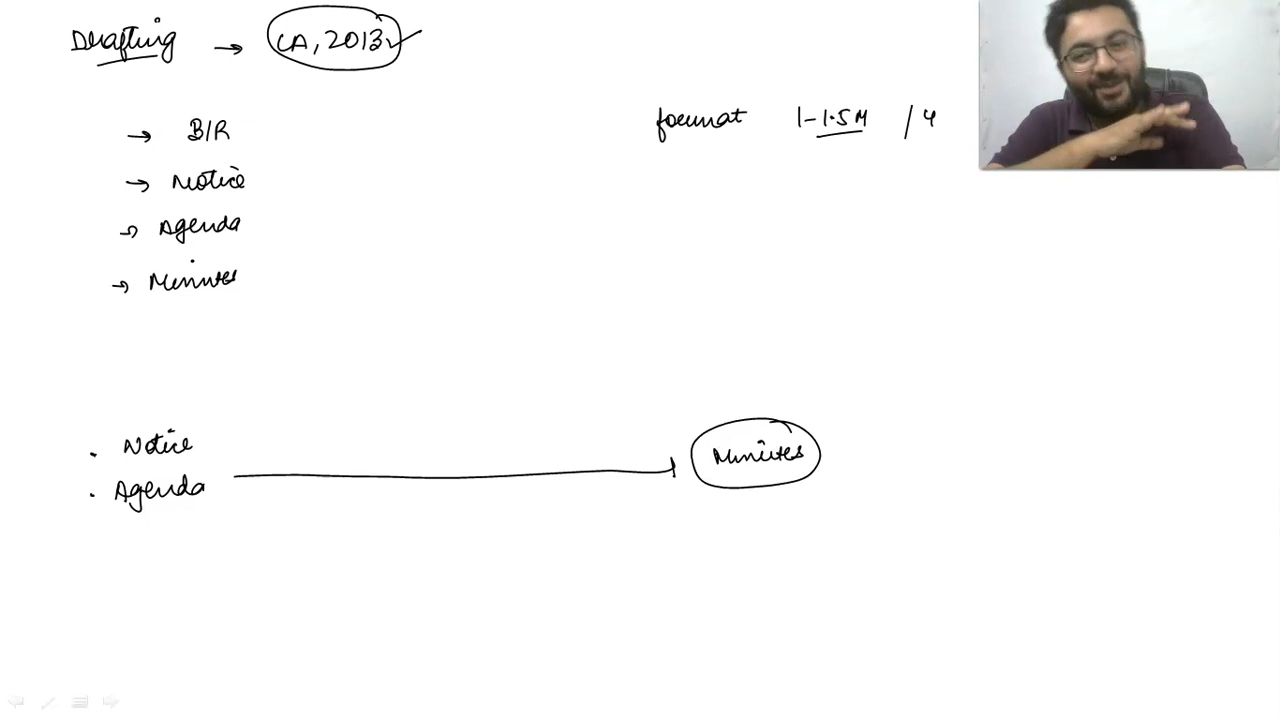 Drafting → CA, 2013 ✓
→ B/R
format 1-1.5M / 4
→ Notice
→ Agenda
→ Minutes
. Notice
. Agenda → Minutes